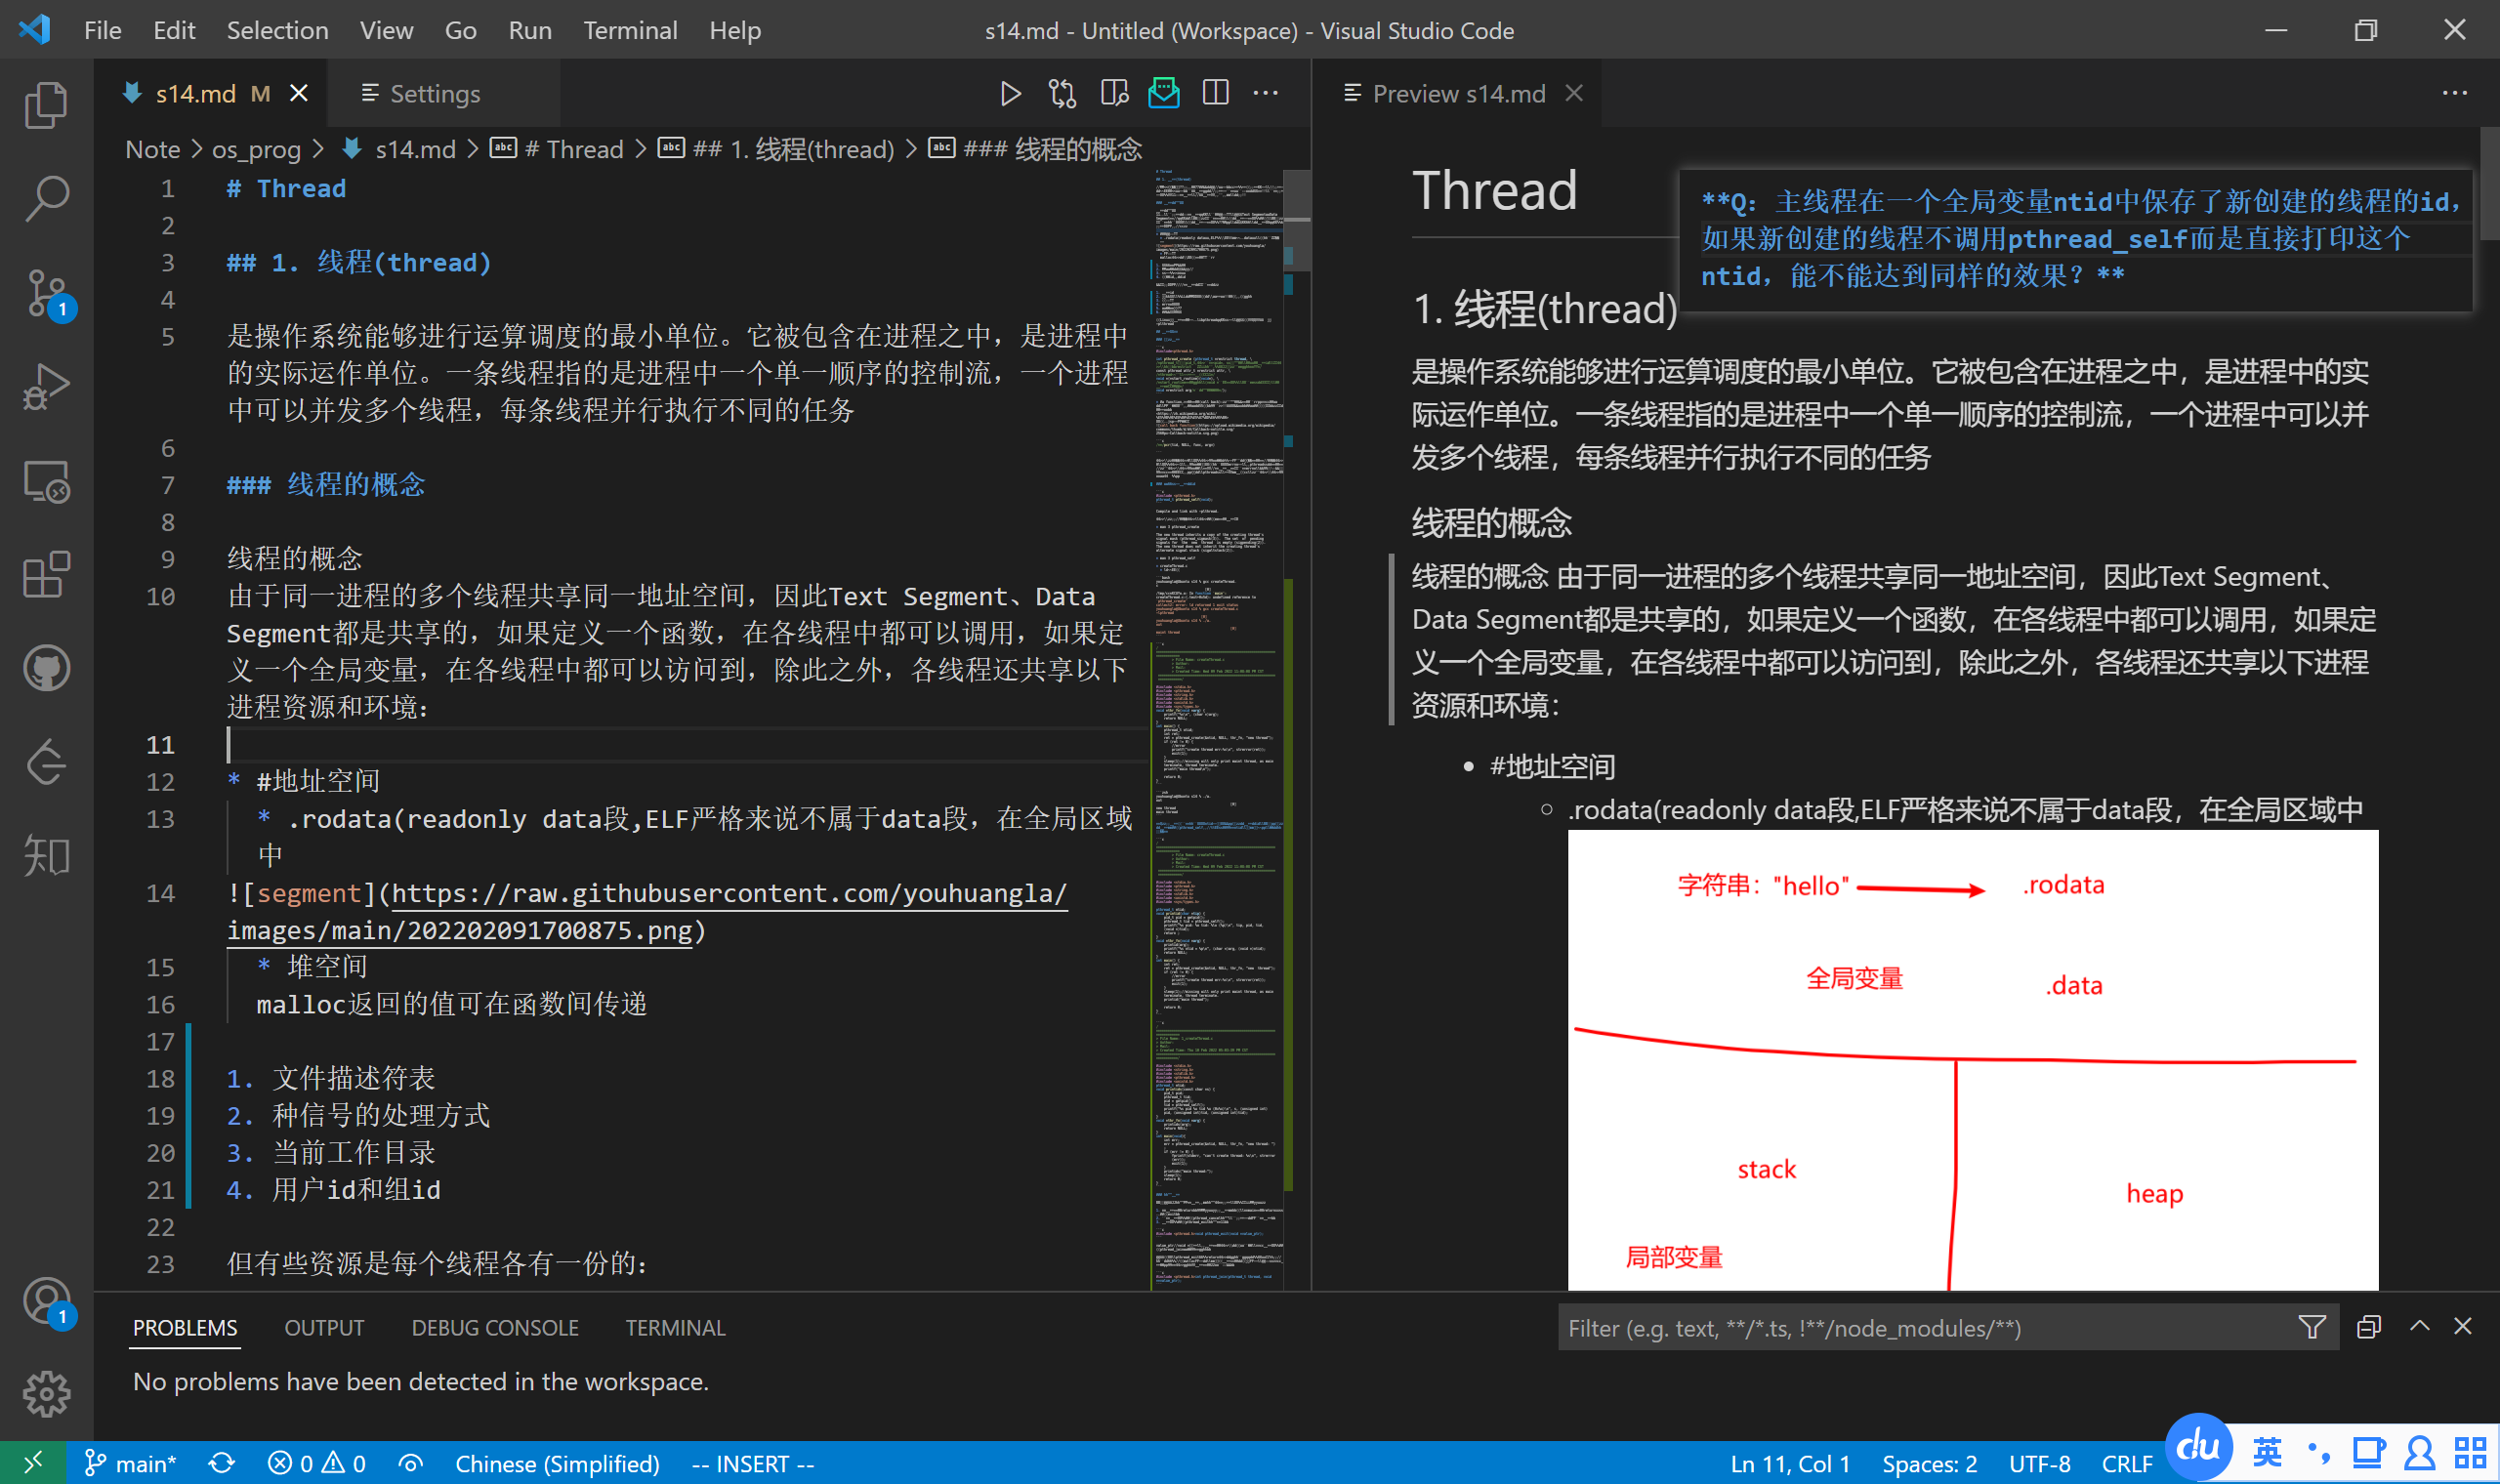 File Edit Selection View Go Run Terminal Help
s14.md - Untitled (Workspace) - Visual Studio Code
s14.md M
Settings
Preview s14.md
Note > os_prog > s14.md > # Thread > ## 1. 线程(thread) > ### 线程的概念
1 # Thread
2
3 ## 1. 线程(thread)
4
5 是操作系统能够进行运算调度的最小单位。它被包含在进程之中，是进程中
的实际运作单位。一条线程指的是进程中一个单一顺序的控制流，一个进程
中可以并发多个线程，每条线程并行执行不同的任务
6
7 ### 线程的概念
8
9 线程的概念
10 由于同一进程的多个线程共享同一地址空间，因此Text Segment、Data
Segment都是共享的，如果定义一个函数，在各线程中都可以调用，如果定
义一个全局变量，在各线程中都可以访问到，除此之外，各线程还共享以下
进程资源和环境：
11
12 * #地址空间
13 * .rodata(readonly data段,ELF严格来说不属于data段，在全局区域
中
14 ![segment](https://raw.githubusercontent.com/youhuangla/
images/main/202202091700875.png)
15 * 堆空间
16 malloc返回的值可在函数间传递
17
18 1. 文件描述符表
19 2. 种信号的处理方式
20 3. 当前工作目录
21 4. 用户id和组id
22
23 但有些资源是每个线程各有一份的：
Thread
**Q：主线程在一个全局变量ntid中保存了新创建的线程的id，
如果新创建的线程不调用pthread_self而是直接打印这个
ntid，能不能达到同样的效果？**
1. 线程(thread)
是操作系统能够进行运算调度的最小单位。它被包含在进程之中，是进程中的实
际运作单位。一条线程指的是进程中一个单一顺序的控制流，一个进程中可以并
发多个线程，每条线程并行执行不同的任务
线程的概念
线程的概念 由于同一进程的多个线程共享同一地址空间，因此Text Segment、
Data Segment都是共享的，如果定义一个函数，在各线程中都可以调用，如果定
义一个全局变量，在各线程中都可以访问到，除此之外，各线程还共享以下进程
资源和环境：
• #地址空间
◦ .rodata(readonly data段,ELF严格来说不属于data段，在全局区域中
字符串："hello" .rodata
全局变量 .data
stack
heap
局部变量
知
1
1
PROBLEMS OUTPUT DEBUG CONSOLE TERMINAL
Filter (e.g. text, **/*.ts, !**/node_modules/**)
No problems have been detected in the workspace.
main* 0 0 Chinese (Simplified) -- INSERT --
Ln 11, Col 1 Spaces: 2 UTF-8 CRLF
du 英